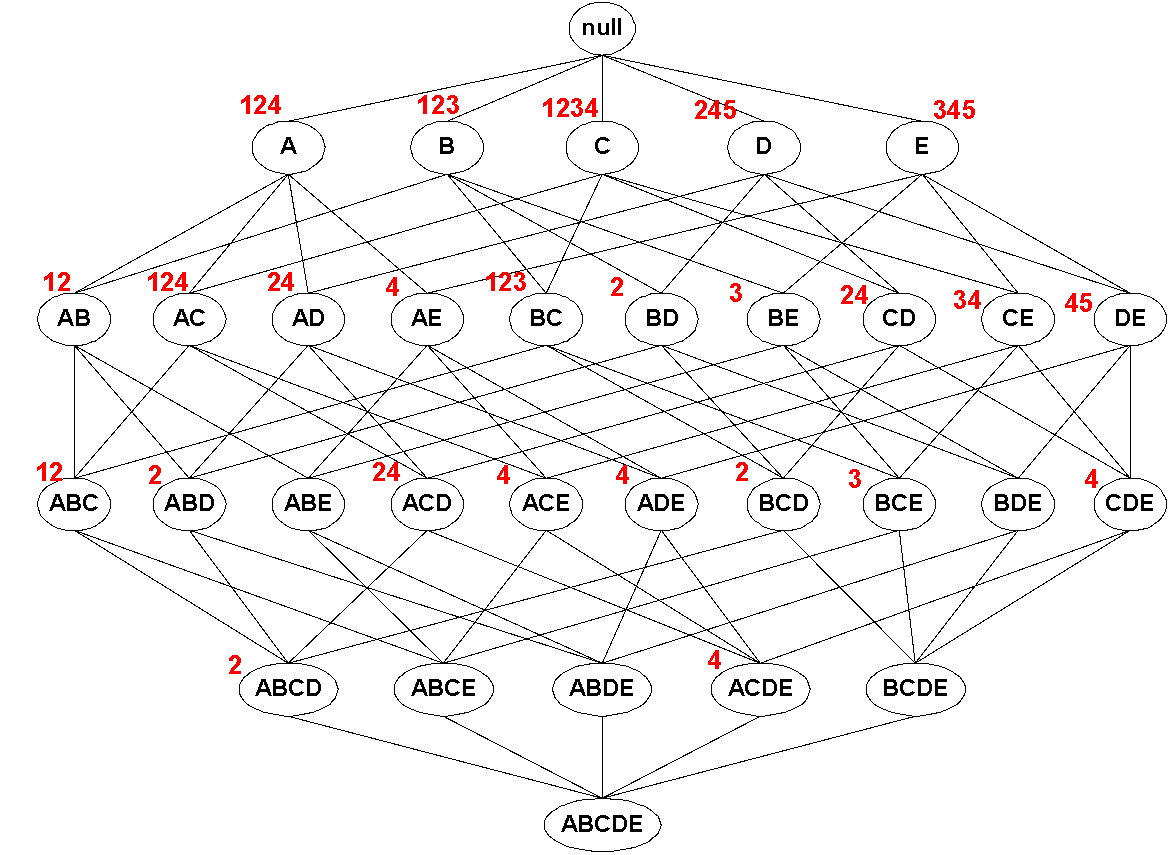 null
124 123 1234 245 345
A B C D E
12 124 24 4 123 2 3 24 34 45
AB AC AD AE BC BD BE CD CE DE
12 2 24 4 4 2 3 4
ABC ABD ABE ACD ACE ADE BCD BCE BDE CDE
2 4
ABCD ABCE ABDE ACDE BCDE
ABCDE